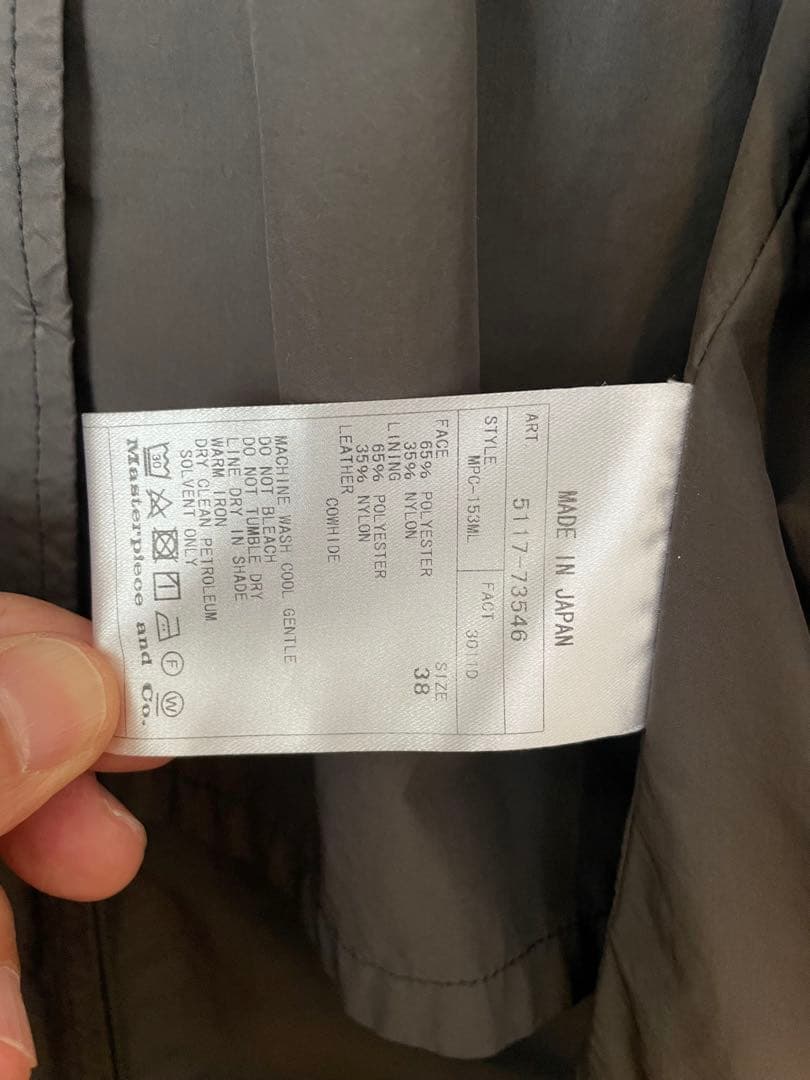 MADE IN JAPAN
ART. 5117-73546
STYLE MPC-153ML FACT 3011D
FACE SIZE
65% POLYESTER 38
35% NYLON
LINING
65% POLYESTER
35% NYLON
LEATHER
COWHIDE
MACHINE WASH COOL GENTLE
DO NOT BLEACH
DO NOT TUMBLE DRY
LINE DRY IN SHADE
WARM IRON
DRY CLEAN PETROLEUM
SOLVENT ONLY
30 F W
Masterpiece and Co.